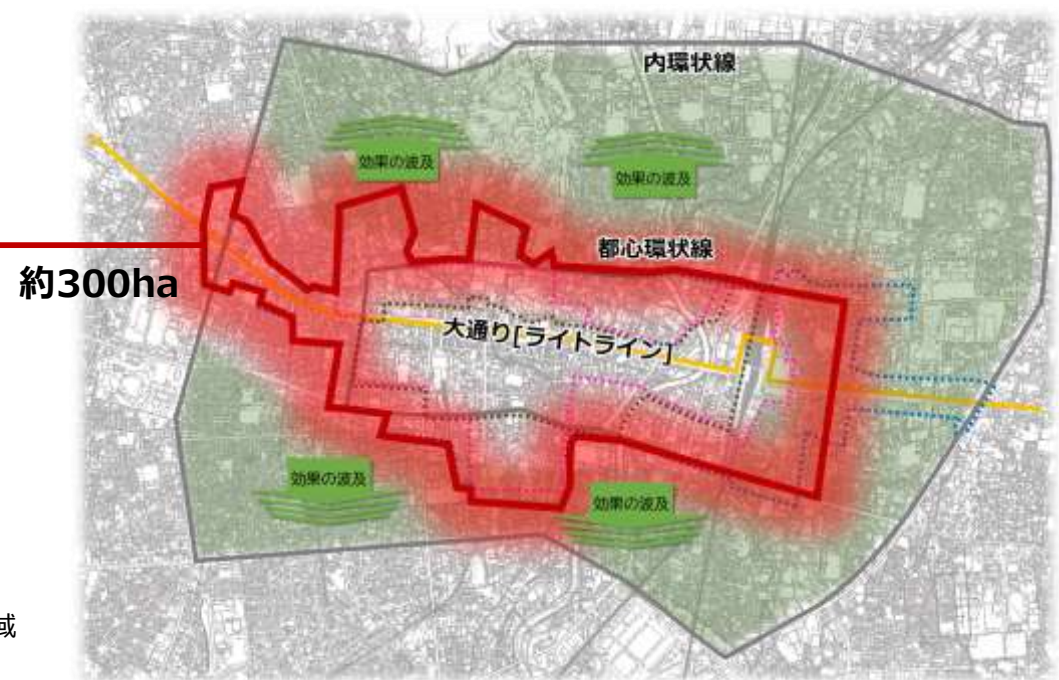 内環状線
効果の波及
効果の波及
都心環状線
約300ha
大通り[ライトライン]
効果の波及
効果の波及
域